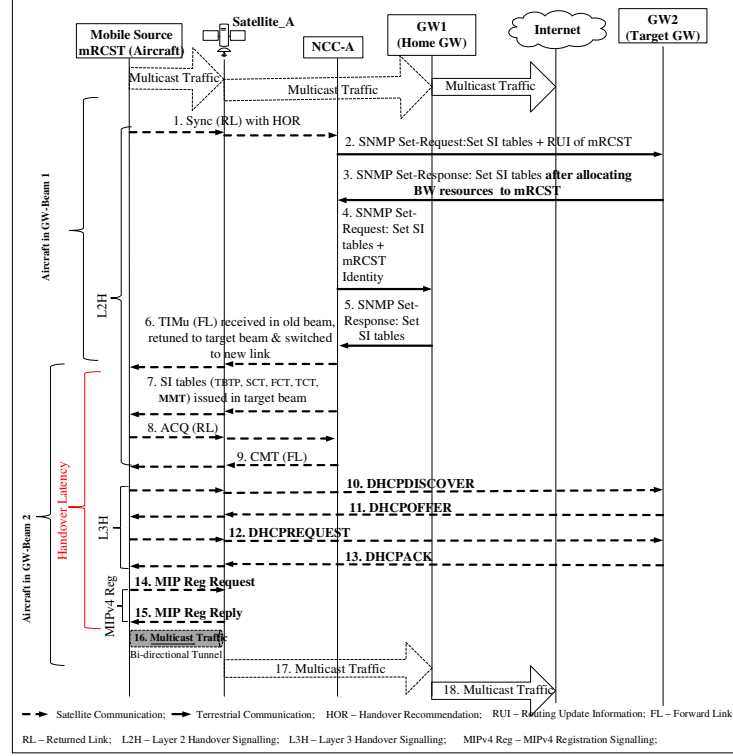 Mobile Source
mRCST (Aircraft)
Satellite_A
NCC-A
GW1
(Home GW)
Internet
GW2
(Target GW)
Multicast Traffic
Multicast Traffic
Multicast Traffic
1. Sync (RL) with HOR
2. SNMP Set-Request:Set SI tables + RUI of mRCST
3. SNMP Set-Response: Set SI tables after allocating
BW resources to mRCST
4. SNMP Set-
Request: Set SI
tables +
mRCST
Identity
5. SNMP Set-
Response: Set
SI tables
6. TIMu (FL) received in old beam,
retuned to target beam & switched
to new link
7. SI tables (TBTP, SCT, FCT, TCT,
MMT) issued in target beam
8. ACQ (RL)
9. CMT (FL)
10. DHCPDISCOVER
11. DHCPOFFER
12. DHCPREQUEST
13. DHCPACK
14. MIP Reg Request
15. MIP Reg Reply
16. Multicast Traffic
Bi-directional Tunnel
17. Multicast Traffic
18. Multicast Traffic
Aircraft in GW-Beam 1
L2H
Aircraft in GW-Beam 2
Handover Latency
L3H
MIPv4 Reg
Satellite Communication; Terrestrial Communication; HOR – Handover Recommendation; RUI – Routing Update Information; FL – Forward Link
RL – Returned Link; L2H – Layer 2 Handover Signalling; L3H – Layer 3 Handover Signalling; MIPv4 Reg – MIPv4 Registration Signalling;